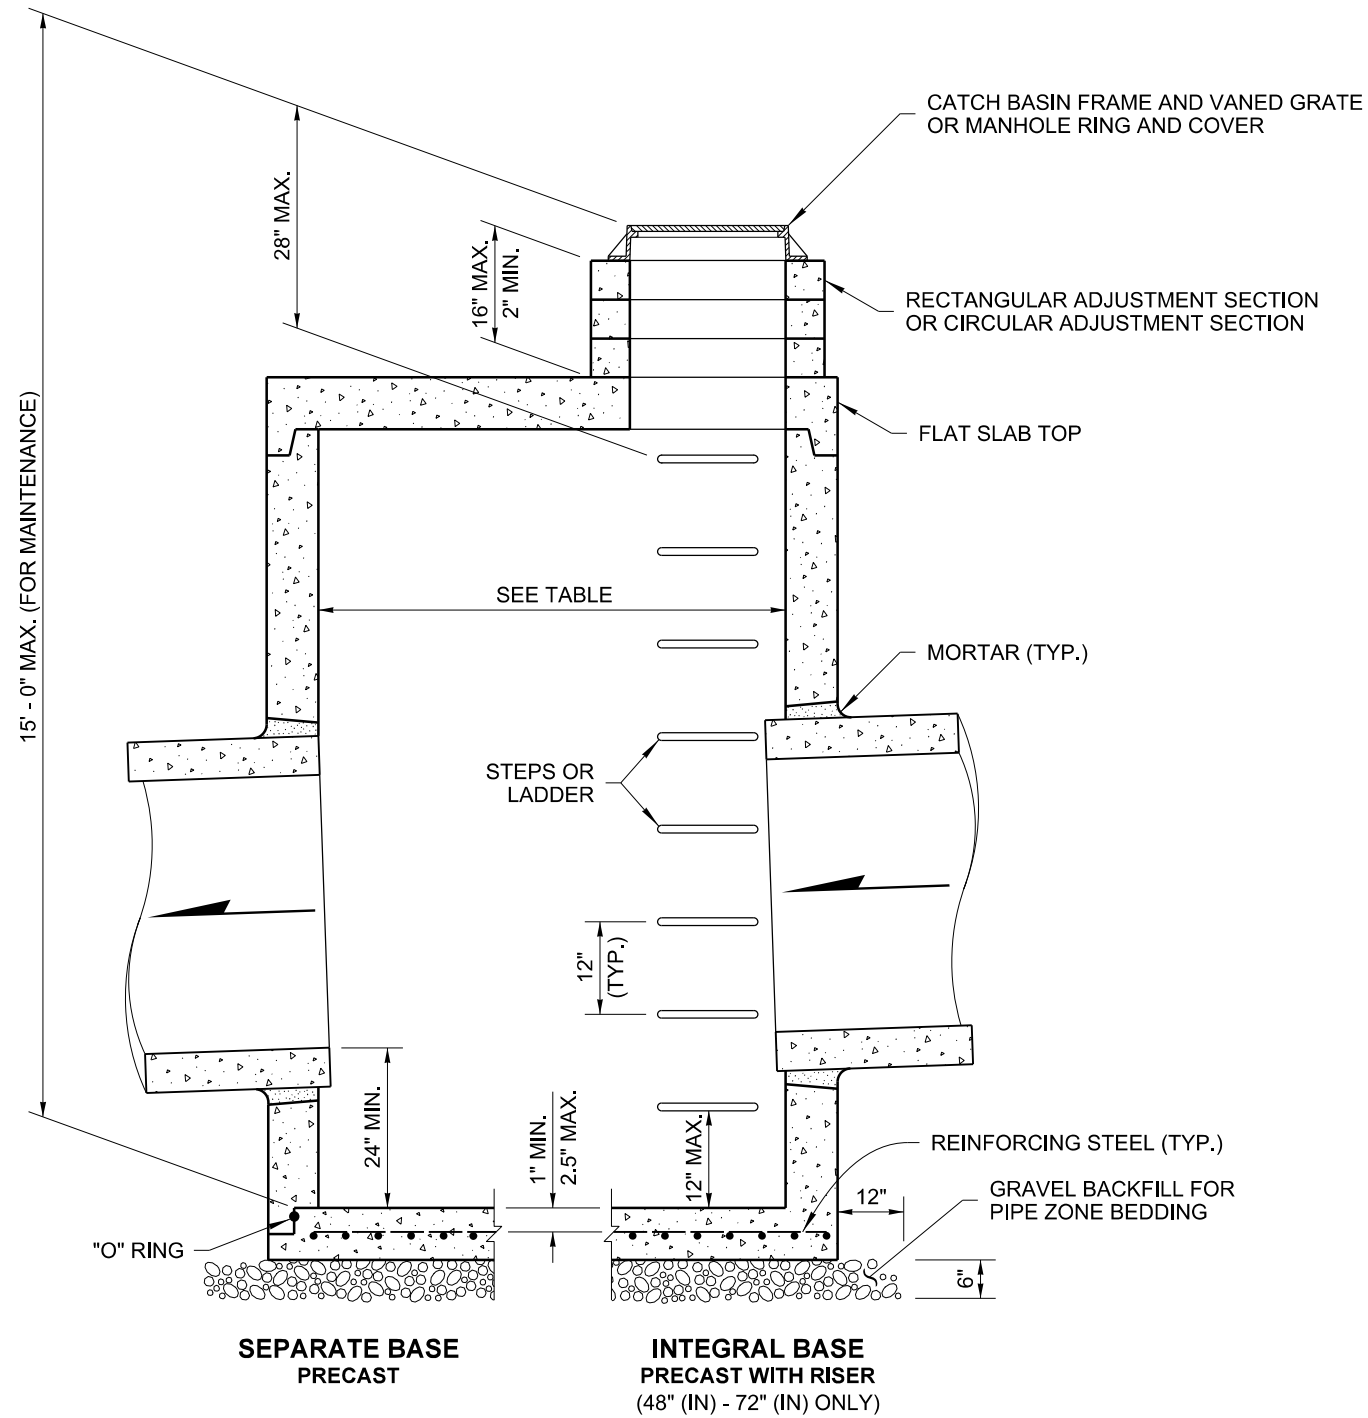 CATCH BASIN FRAME AND VANED GRATE
OR MANHOLE RING AND COVER
28" MAX.
16" MAX.
2" MIN.
RECTANGULAR ADJUSTMENT SECTION
OR CIRCULAR ADJUSTMENT SECTION
FLAT SLAB TOP
15' - 0" MAX. (FOR MAINTENANCE)
SEE TABLE
MORTAR (TYP.)
STEPS OR
LADDER
12"
(TYP.)
24" MIN.
1" MIN.
2.5" MAX.
12" MAX.
REINFORCING STEEL (TYP.)
12"
GRAVEL BACKFILL FOR
PIPE ZONE BEDDING
"O" RING
6"
SEPARATE BASE
PRECAST
INTEGRAL BASE
PRECAST WITH RISER
(48" (IN) - 72" (IN) ONLY)